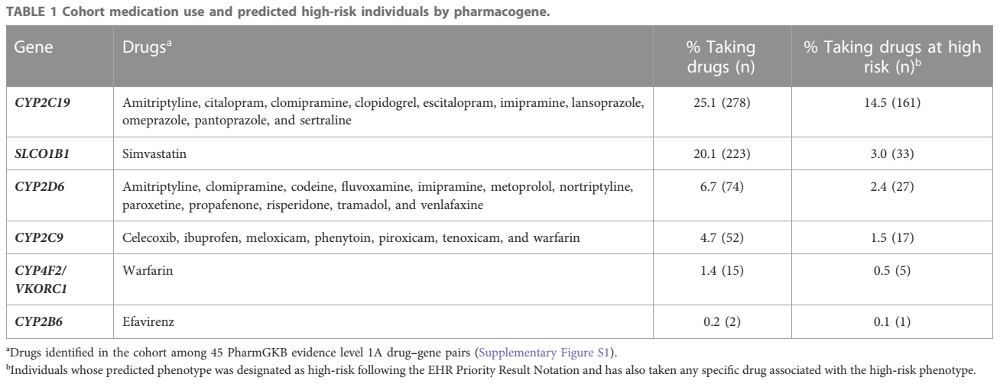 TABLE 1 Cohort medication use and predicted high-risk individuals by pharmacogene.
Gene
Drugsa
% Taking
drugs (n)
% Taking drugs at high
risk (n)b
CYP2C19
Amitriptyline, citalopram, clomipramine, clopidogrel, escitalopram, imipramine, lansoprazole,
omeprazole, pantoprazole, and sertraline
25.1 (278)
14.5 (161)
SLCO1B1
Simvastatin
20.1 (223)
3.0 (33)
CYP2D6
Amitriptyline, clomipramine, codeine, fluvoxamine, imipramine, metoprolol, nortriptyline,
paroxetine, propafenone, risperidone, tramadol, and venlafaxine
6.7 (74)
2.4 (27)
CYP2C9
Celecoxib, ibuprofen, meloxicam, phenytoin, piroxicam, tenoxicam, and warfarin
4.7 (52)
1.5 (17)
CYP4F2/
VKORC1
Warfarin
1.4 (15)
0.5 (5)
CYP2B6
Efavirenz
0.2 (2)
0.1 (1)
aDrugs identified in the cohort among 45 PharmGKB evidence level 1A drug–gene pairs (Supplementary Figure S1).
bIndividuals whose predicted phenotype was designated as high-risk following the EHR Priority Result Notation and has also taken any specific drug associated with the high-risk phenotype.